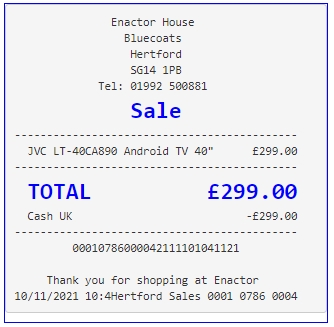 Enactor House
Bluecoats
Hertford
SG14 1PB
Tel: 01992 500881
Sale
JVC LT-40CA890 Android TV 40" £299.00
TOTAL £299.00
Cash UK -£299.00
00010786000042111101041121
Thank you for shopping at Enactor
10/11/2021 10:4Hertford Sales 0001 0786 0004